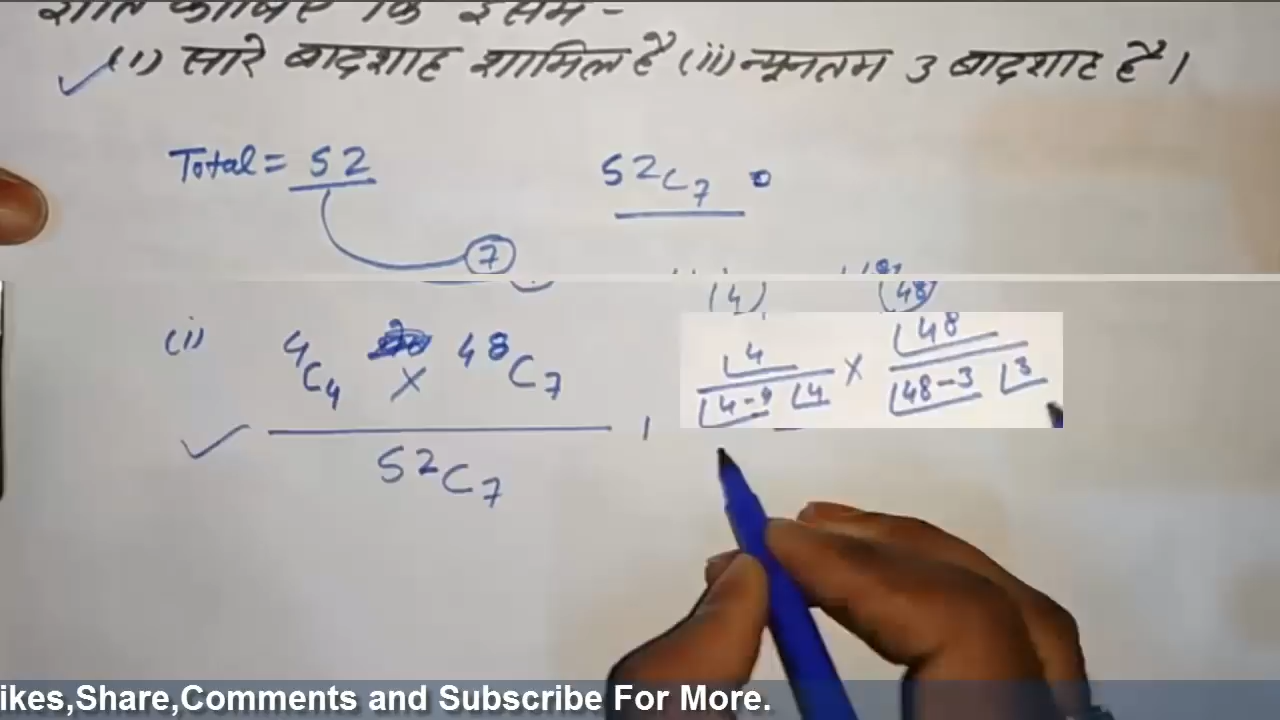 ज्ञात कीजिए कि इसमें -
(i) सारे बादशाह शामिल है (ii) न्यूनतम 3 बादशाह है।
Total = 52
52C7
7
(4) (48)
(i) 4C4 × 48C7
|4 × |48
|4-4 |4 |48-3 |3
52C7
ikes,Share,Comments and Subscribe For More.